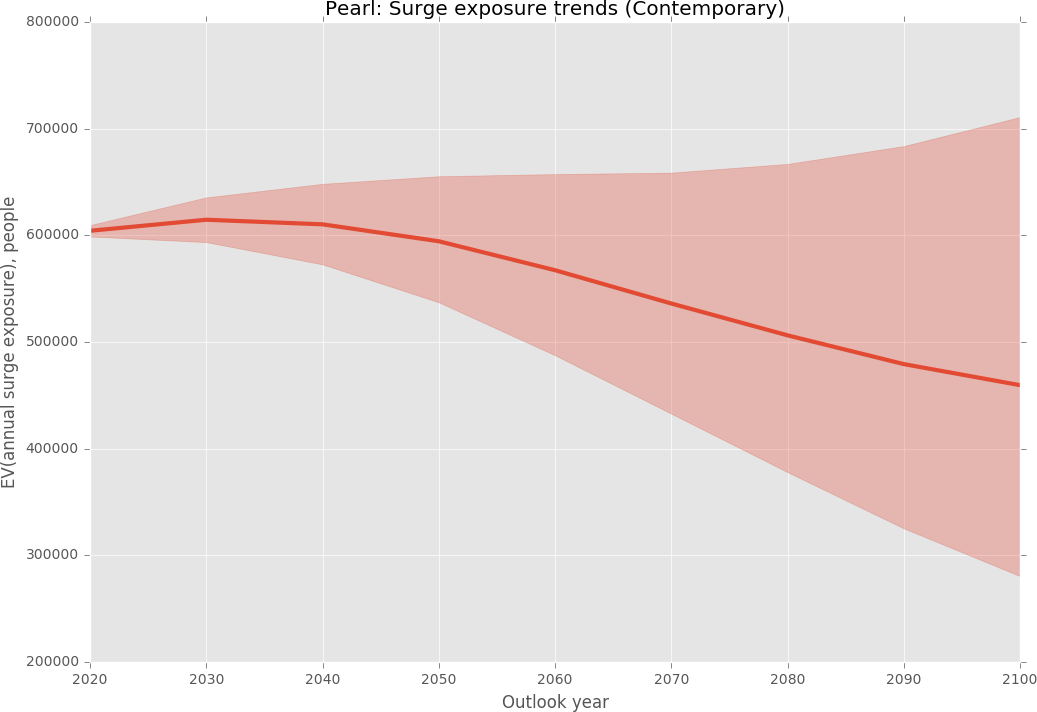 Pearl: Surge exposure trends (Contemporary)
EV(annual surge exposure), people
800000
700000
600000
500000
400000
300000
200000
2020 2030 2040 2050 2060 2070 2080 2090 2100
Outlook year